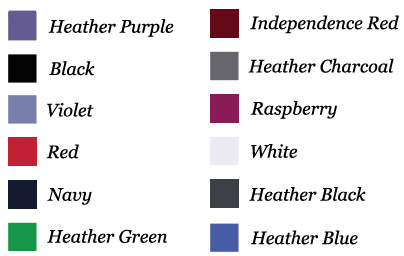 Heather Purple
Black
Violet
Red
Navy
Heather Green
Independence Red
Heather Charcoal
Raspberry
White
Heather Black
Heather Blue